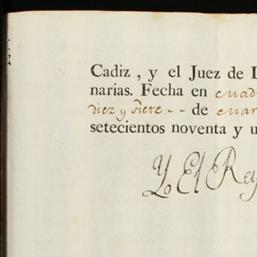 Cadiz, y el Juez de
narias. Fecha en
diez y siete -- de
setecientos noventa y u
Yo El Rey